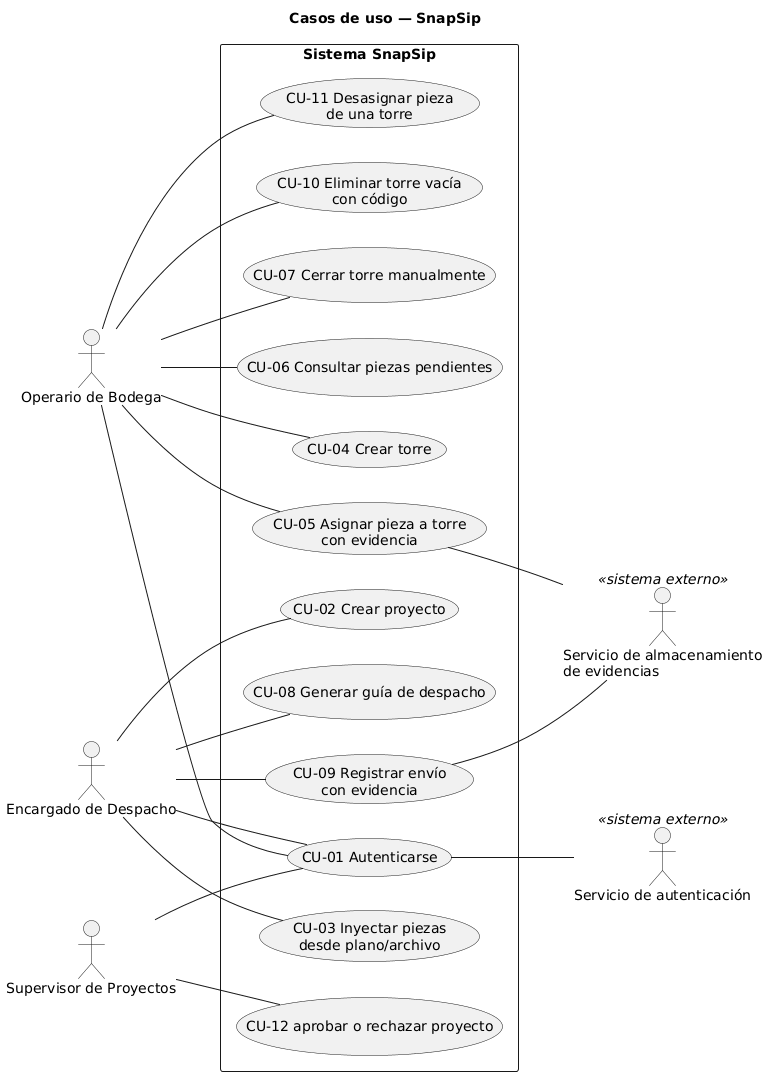 Casos de uso — SnapSip
Sistema SnapSip
CU-11 Desasignar pieza
de una torre
CU-10 Eliminar torre vacía
con código
CU-07 Cerrar torre manualmente
CU-06 Consultar piezas pendientes
Operario de Bodega
CU-04 Crear torre
CU-05 Asignar pieza a torre
con evidencia
«sistema externo»
Servicio de almacenamiento
de evidencias
CU-02 Crear proyecto
CU-08 Generar guía de despacho
CU-09 Registrar envío
con evidencia
Encargado de Despacho
«sistema externo»
Servicio de autenticación
CU-01 Autenticarse
CU-03 Inyectar piezas
desde plano/archivo
Supervisor de Proyectos
CU-12 aprobar o rechazar proyecto